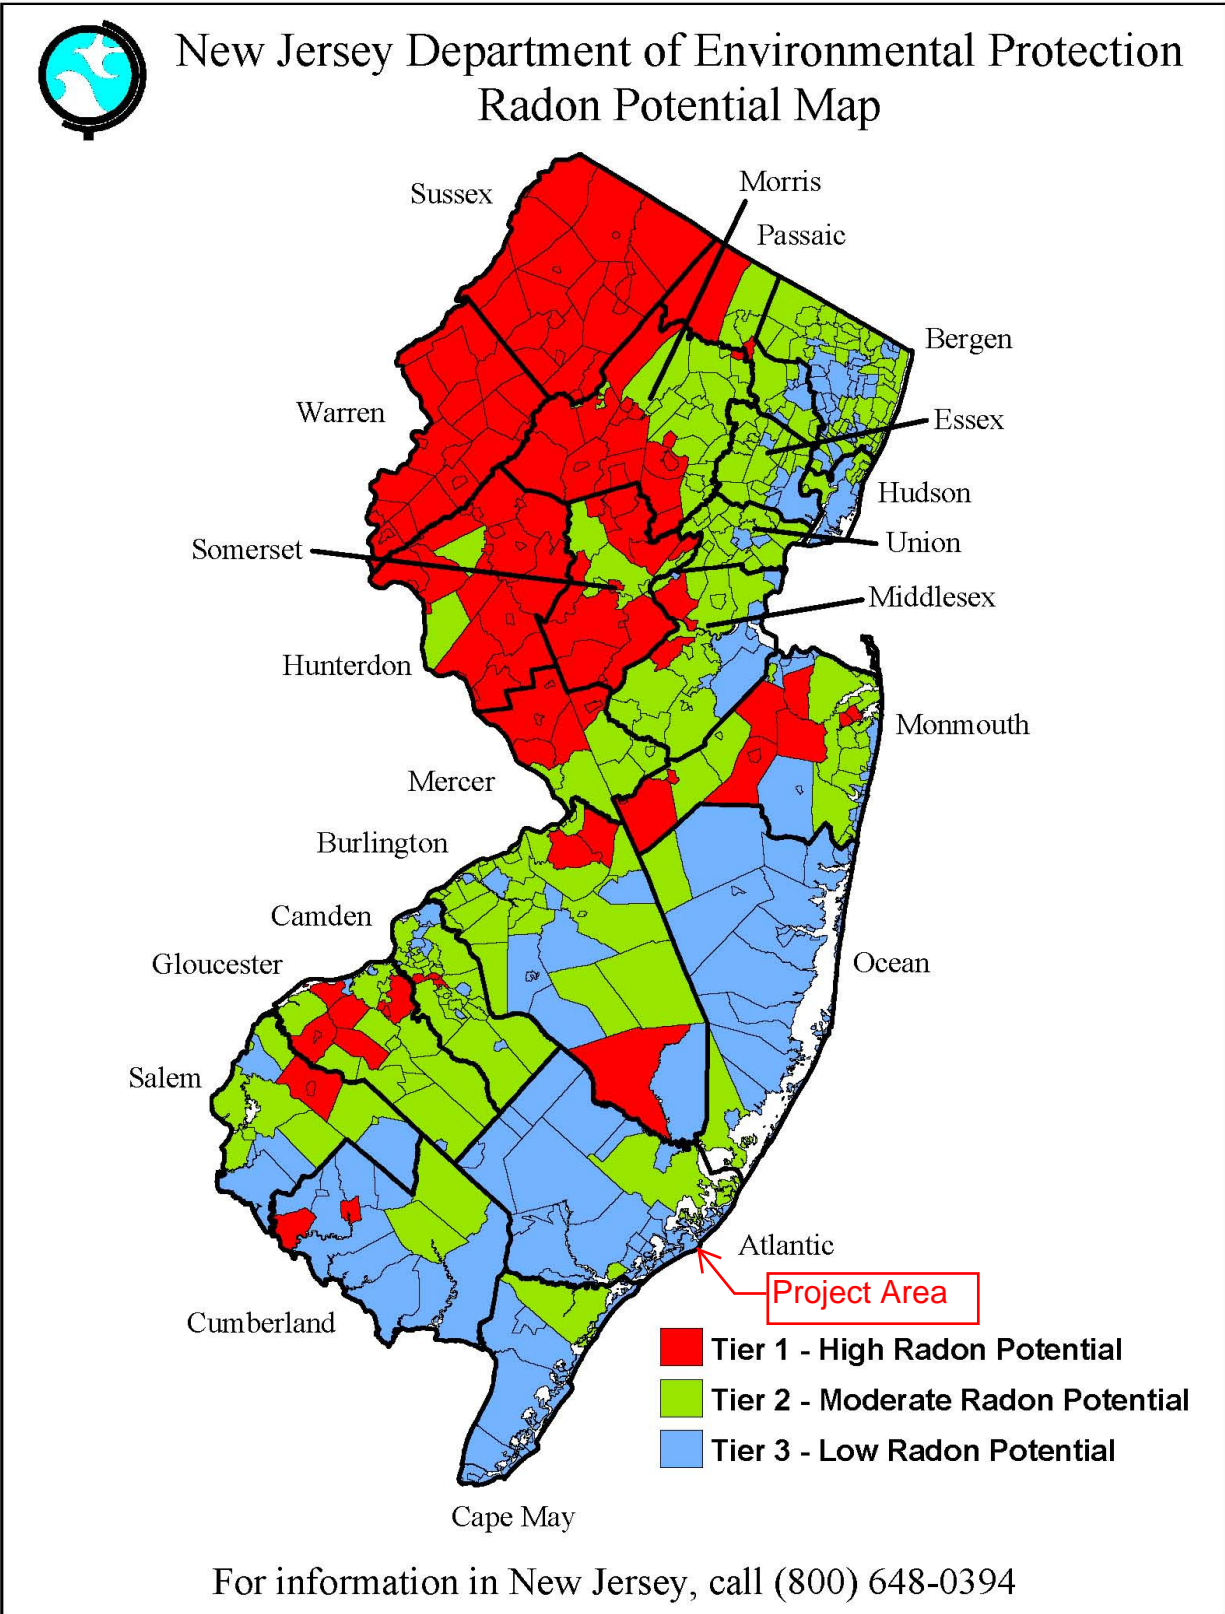 New Jersey Department of Environmental Protection
Radon Potential Map
Sussex
Morris
Passaic
Bergen
Warren
Essex
Hudson
Somerset
Union
Middlesex
Hunterdon
Monmouth
Mercer
Burlington
Camden
Gloucester
Ocean
Salem
Atlantic
Project Area
Cumberland
Tier 1 - High Radon Potential
Tier 2 - Moderate Radon Potential
Tier 3 - Low Radon Potential
Cape May
For information in New Jersey, call (800) 648-0394